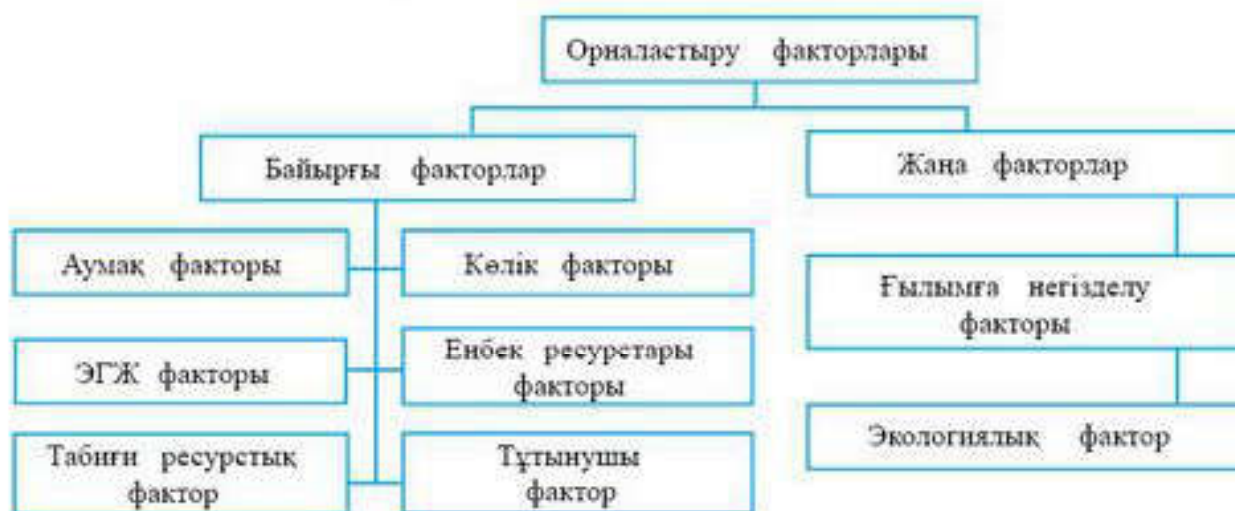 Орналастыру факторлары
Байырғы факторлар
Жаңа факторлар
Аумақ факторы
Көлік факторы
Ғылымға негізделу
факторы
ЭГЖ факторы
Еңбек ресурстары
факторы
Экологиялық фактор
Табиғи ресурстық
фактор
Тұтынушы
фактор